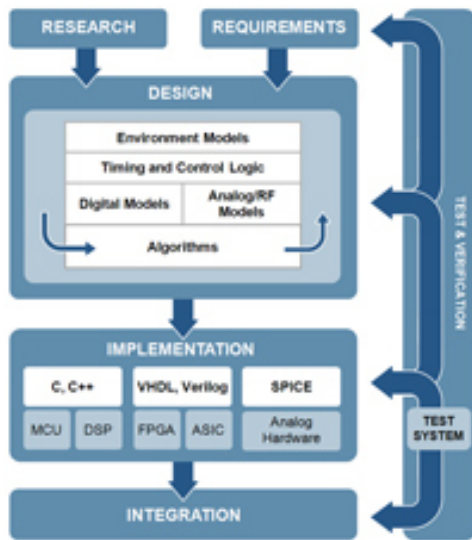 RESEARCH
REQUIREMENTS
DESIGN
Environment Models
Timing and Control Logic
Digital Models
Analog/RF
Models
Algorithms
IMPLEMENTATION
C, C++
VHDL, Verilog
SPICE
MCU
DSP
FPGA
ASIC
Analog
Hardware
INTEGRATION
TEST & VERIFICATION
TEST
SYSTEM